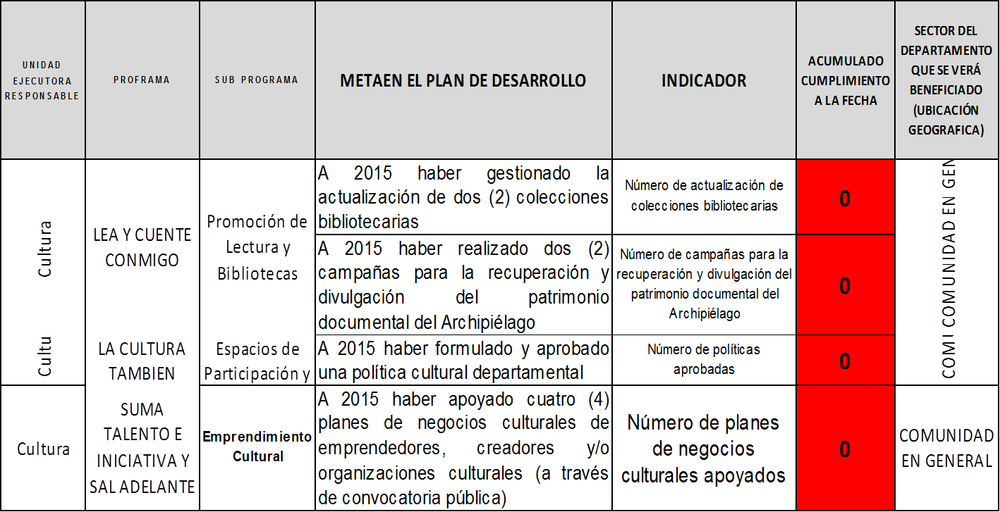 UNIDAD
EJECUTORA
RESPONSABLE
PROFRAMA
SUB PROGRAMA
METAEN EL PLAN DE DESARROLLO
INDICADOR
ACUMULADO
CUMPLIMIENTO
A LA FECHA
SECTOR DEL
DEPARTAMENTO
QUE SE VERÁ
BENEFICIADO
(UBICACIÓN
GEOGRAFICA)
Cultura
LEA Y CUENTE
CONMIGO
Promoción de
Lectura y
Bibliotecas
A 2015 haber gestionado la
actualización de dos (2) colecciones
bibliotecarias
Número de actualización de
colecciones bibliotecarias
0
A 2015 haber realizado dos (2)
campañas para la recuperación y
divulgación del patrimonio
documental del Archipiélago
Número de campañas para la
recuperación y divulgación del
patrimonio documental del
Archipiélago
0
COMUNIDAD EN GEN
Cultu
LA CULTURA
TAMBIEN
Espacios de
Participación y
A 2015 haber formulado y aprobado
una política cultural departamental
Número de políticas
aprobadas
0
COM I
Cultura
SUMA
TALENTO E
INICIATIVA Y
SAL ADELANTE
Emprendimiento
Cultural
A 2015 haber apoyado cuatro (4)
planes de negocios culturales de
emprendedores, creadores y/o
organizaciones culturales (a través
de convocatoria pública)
Número de planes
de negocios
culturales apoyados
0
COMUNIDAD
EN GENERAL